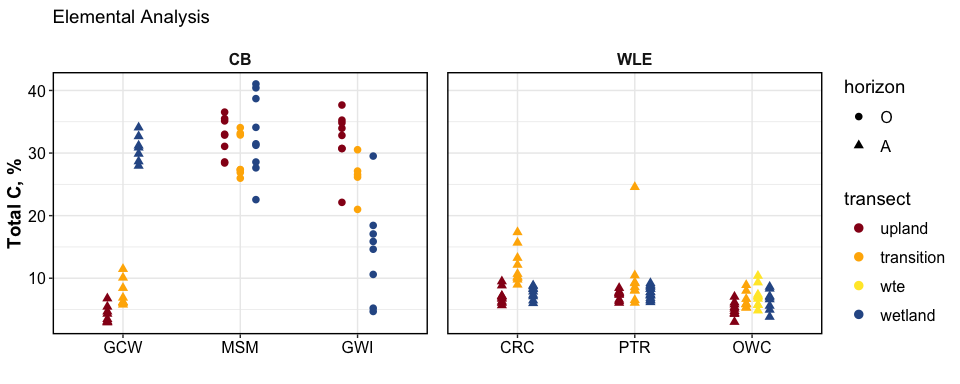 Elemental Analysis
CB
WLE
Total C, %
40
30
20
10
GCW
MSM
GWI
CRC
PTR
OWC
horizon
O
A
transect
upland
transition
wte
wetland